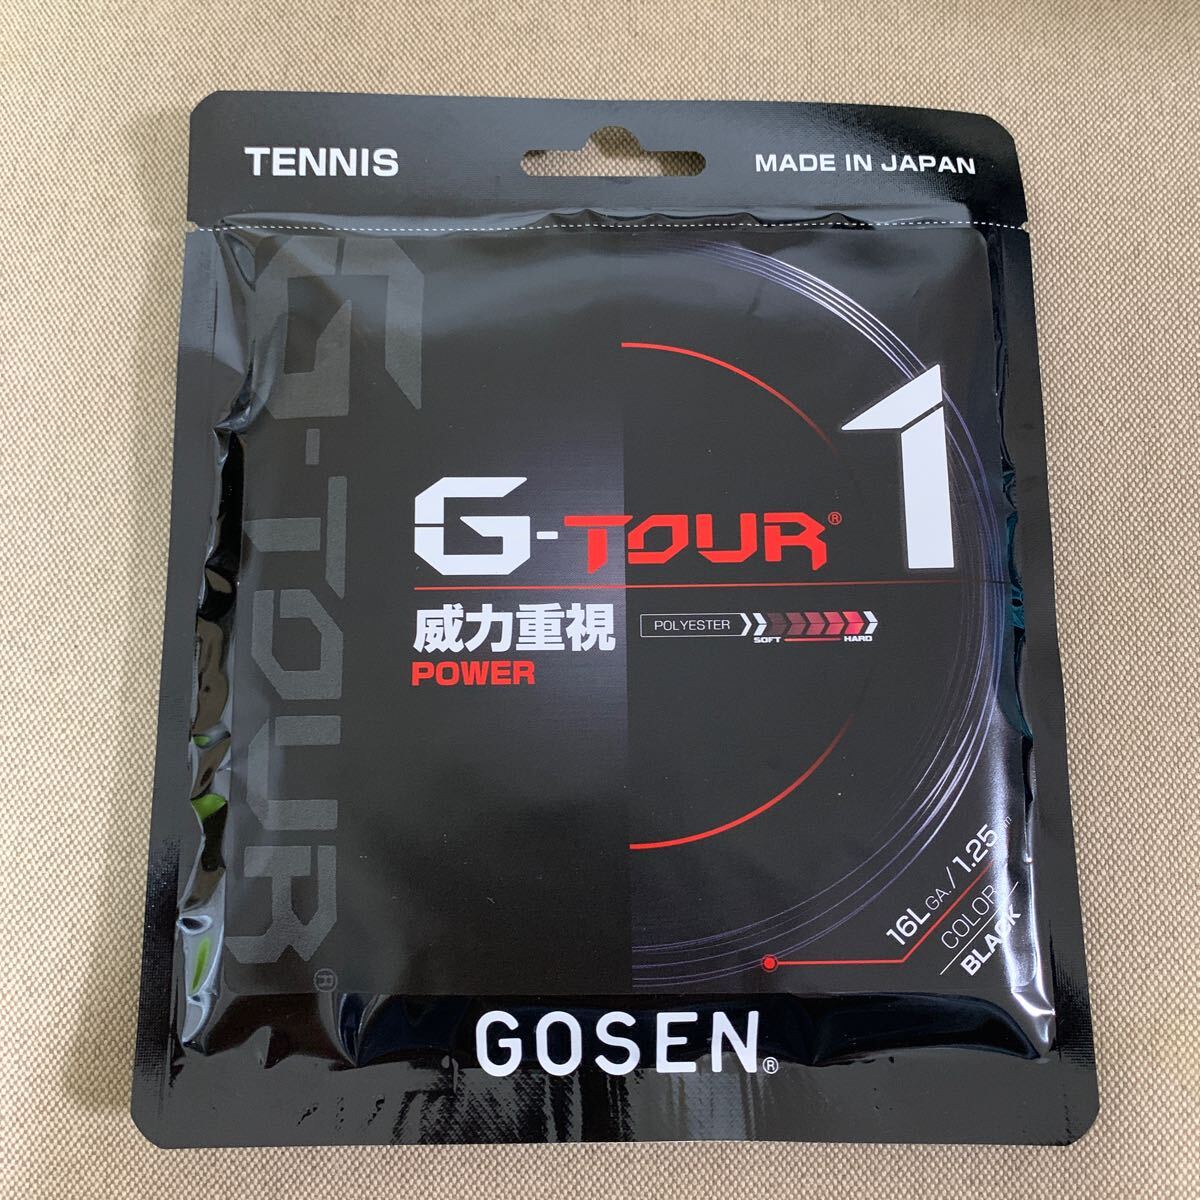 TENNIS
MADE IN JAPAN
G-TOUR®
G-TOUR® 1
威力重視
POWER
POLYESTER
SOFT HARD
16L GA. / 1.25
COLOR
BLACK
GOSEN®